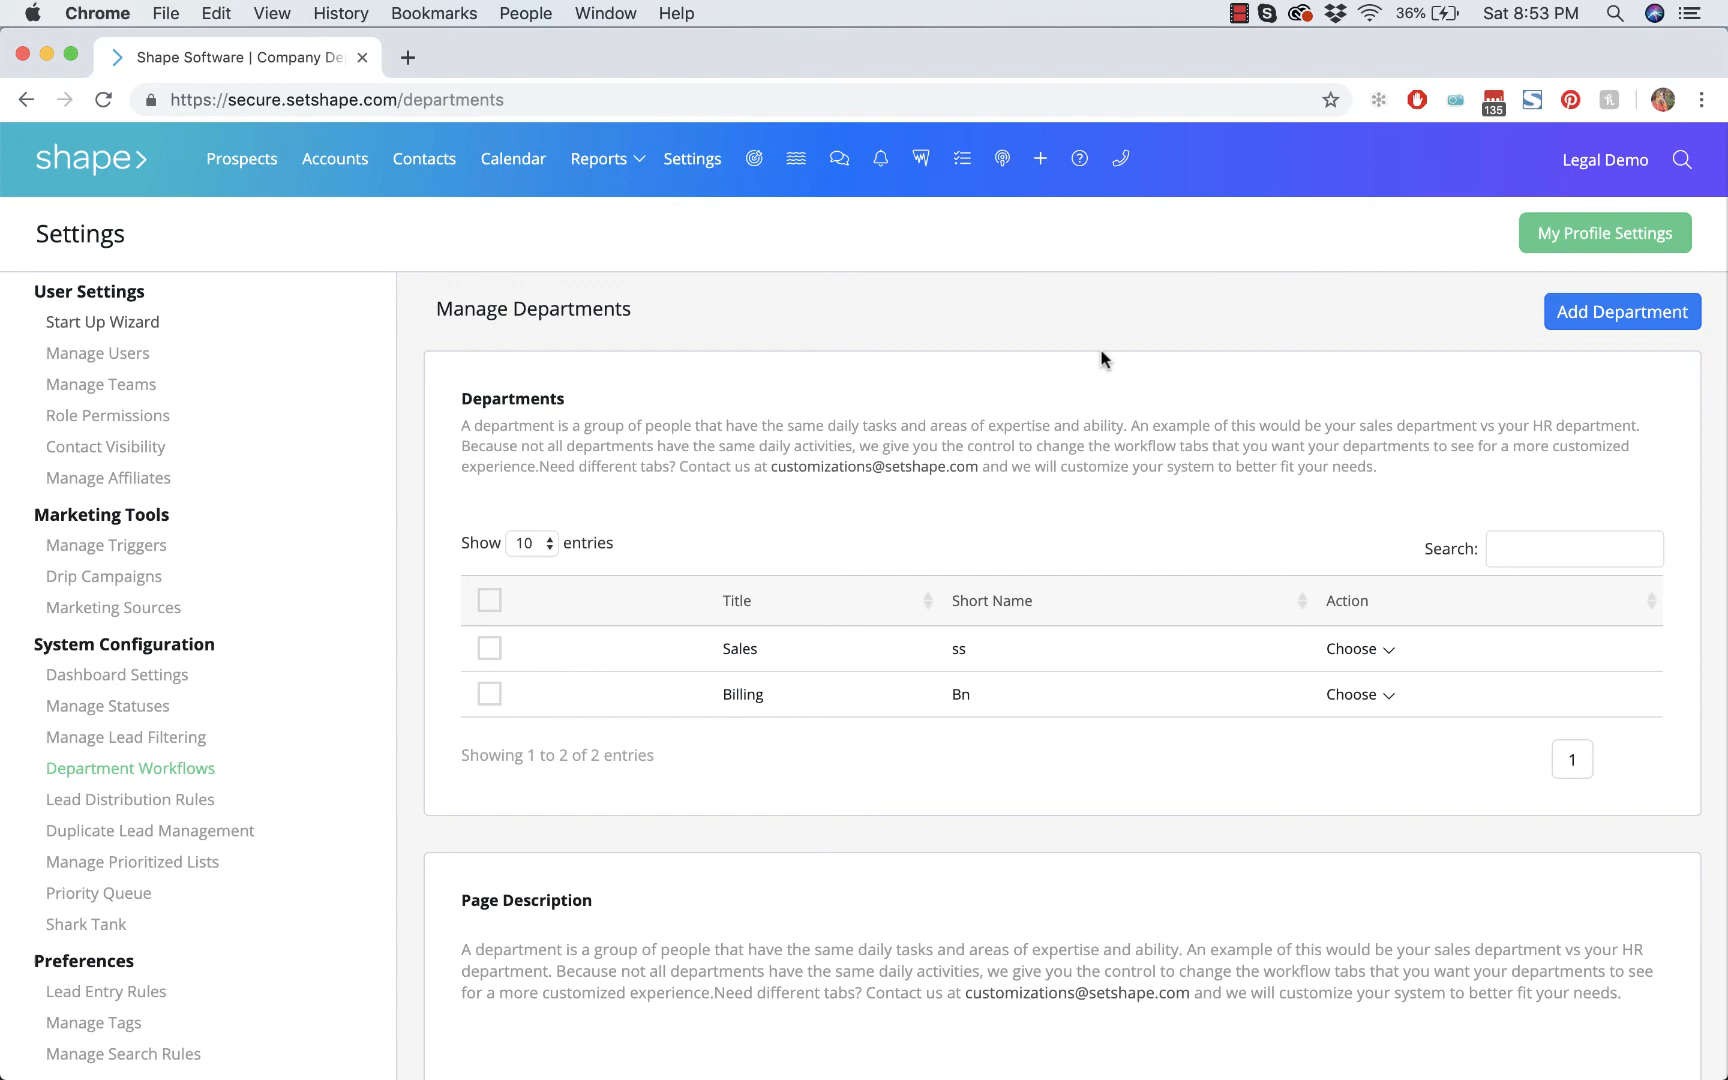 Chrome File Edit View History Bookmarks People Window Help 36% Sat 8:53 PM
Shape Software | Company De
https://secure.setshape.com/departments
135
shape> Prospects Accounts Contacts Calendar Reports Settings Legal Demo
Settings
My Profile Settings
User Settings
Start Up Wizard
Manage Users
Manage Teams
Role Permissions
Contact Visibility
Manage Affiliates
Marketing Tools
Manage Triggers
Drip Campaigns
Marketing Sources
System Configuration
Dashboard Settings
Manage Statuses
Manage Lead Filtering
Department Workflows
Lead Distribution Rules
Duplicate Lead Management
Manage Prioritized Lists
Priority Queue
Shark Tank
Preferences
Lead Entry Rules
Manage Tags
Manage Search Rules
Manage Departments
Add Department
Departments
A department is a group of people that have the same daily tasks and areas of expertise and ability. An example of this would be your sales department vs your HR department.
Because not all departments have the same daily activities, we give you the control to change the workflow tabs that you want your departments to see for a more customized
experience.Need different tabs? Contact us at customizations@setshape.com and we will customize your system to better fit your needs.
Show 10 entries
Search:
Title Short Name Action
Sales ss Choose
Billing Bn Choose
Showing 1 to 2 of 2 entries
1
Page Description
A department is a group of people that have the same daily tasks and areas of expertise and ability. An example of this would be your sales department vs your HR
department. Because not all departments have the same daily activities, we give you the control to change the workflow tabs that you want your departments to see
for a more customized experience.Need different tabs? Contact us at customizations@setshape.com and we will customize your system to better fit your needs.